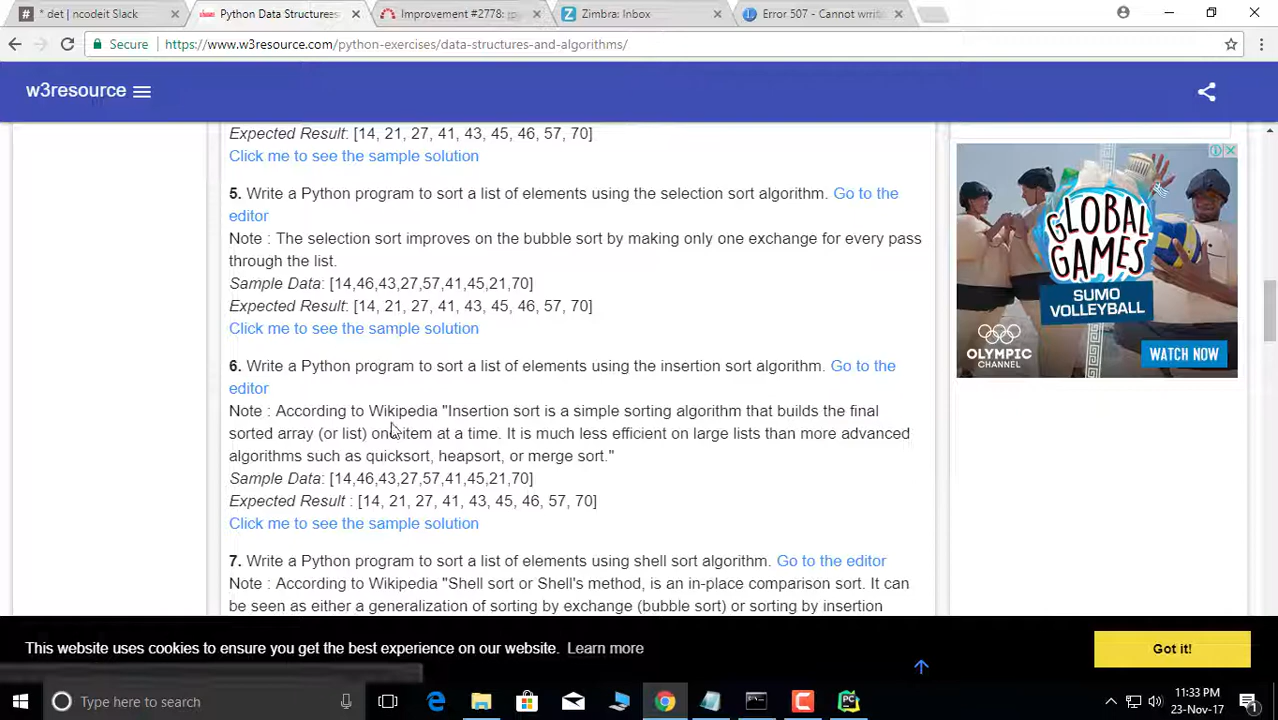 * det | ncodeit Slack
Python Data Structures
Improvement #2778:
Zimbra: Inbox
Error 507 - Cannot write
Secure
https://www.w3resource.com/python-exercises/data-structures-and-algorithms/
w3resource
Expected Result: [14, 21, 27, 41, 43, 45, 46, 57, 70]
Click me to see the sample solution
5. Write a Python program to sort a list of elements using the selection sort algorithm. Go to the
editor
Note : The selection sort improves on the bubble sort by making only one exchange for every pass
through the list.
Sample Data: [14,46,43,27,57,41,45,21,70]
Expected Result: [14, 21, 27, 41, 43, 45, 46, 57, 70]
Click me to see the sample solution
6. Write a Python program to sort a list of elements using the insertion sort algorithm. Go to the
editor
Note : According to Wikipedia "Insertion sort is a simple sorting algorithm that builds the final
sorted array (or list) one item at a time. It is much less efficient on large lists than more advanced
algorithms such as quicksort, heapsort, or merge sort."
Sample Data: [14,46,43,27,57,41,45,21,70]
Expected Result : [14, 21, 27, 41, 43, 45, 46, 57, 70]
Click me to see the sample solution
7. Write a Python program to sort a list of elements using shell sort algorithm. Go to the editor
Note : According to Wikipedia "Shell sort or Shell's method, is an in-place comparison sort. It can
be seen as either a generalization of sorting by exchange (bubble sort) or sorting by insertion
GLOBAL
GAMES
SUMO
VOLLEYBALL
OLYMPIC
CHANNEL
WATCH NOW
This website uses cookies to ensure you get the best experience on our website. Learn more
Got it!
Type here to search
11:33 PM
23-Nov-17